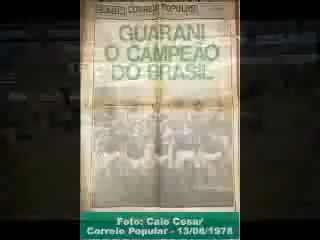 CORREIO POPULAR
GUARANI
O CAMPEÃO
DO BRASIL
Foto: Caio Cesar
Correio Popular - 13/08/1978